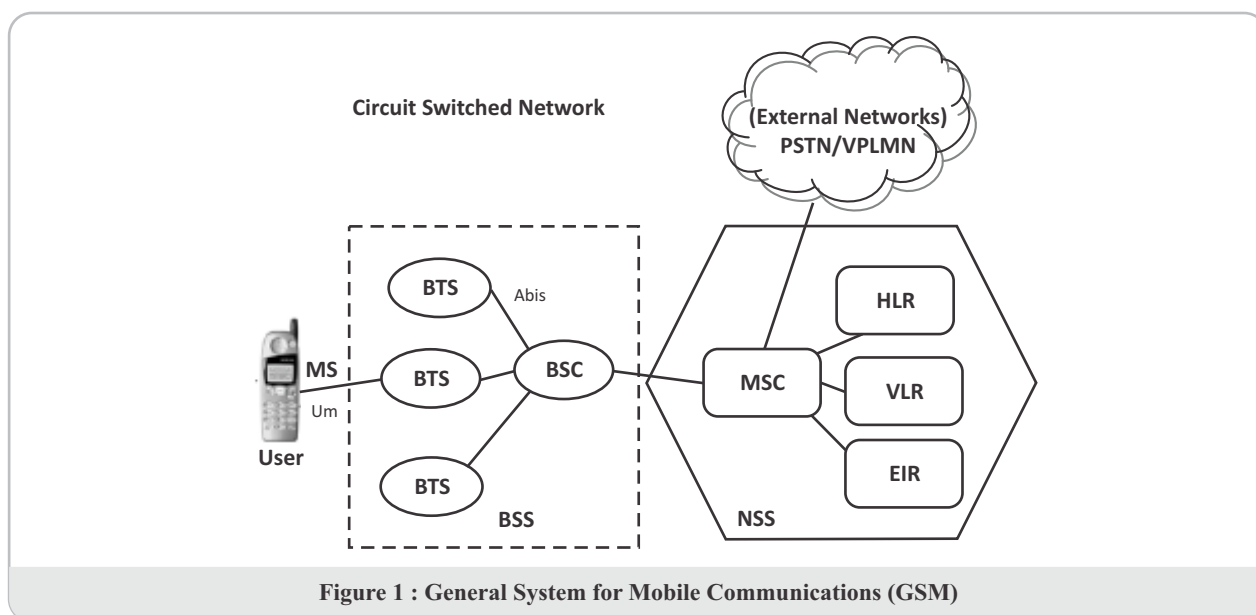 Circuit Switched Network
(External Networks)
PSTN/VPLMN
BTS
Abis
HLR
MS
BTS
BSC
MSC
VLR
Um
User
BTS
EIR
BSS
NSS
Figure 1 : General System for Mobile Communications (GSM)